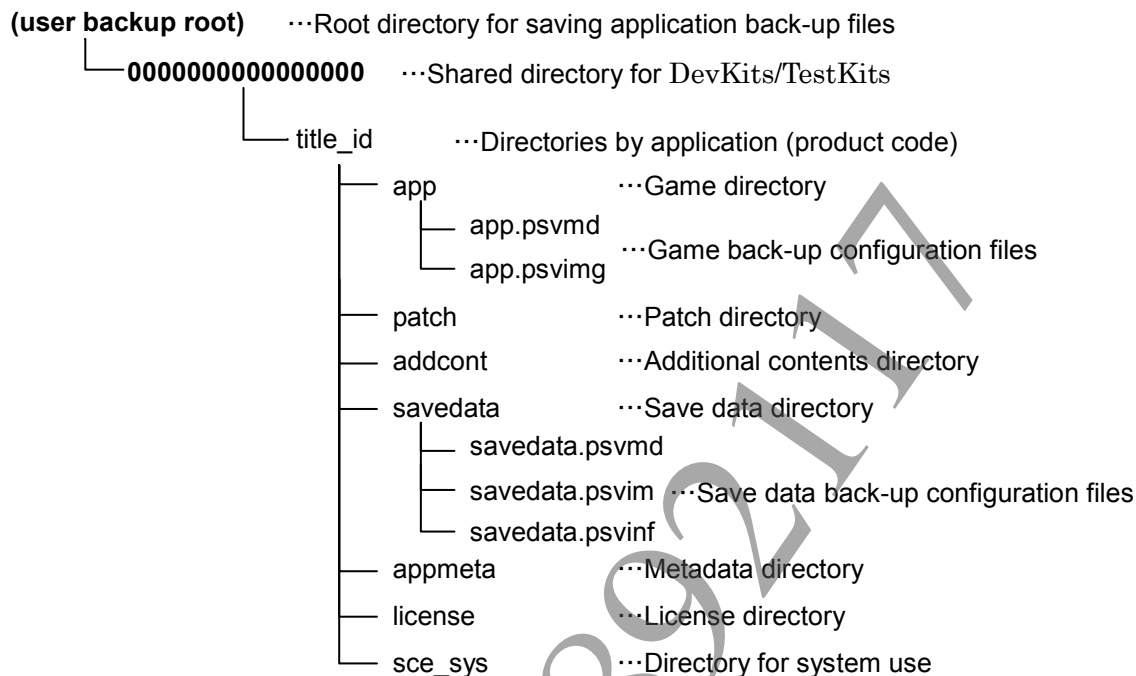 (user backup root) ···Root directory for saving application back-up files
0000000000000000 ···Shared directory for DevKits/TestKits
title_id ···Directories by application (product code)
app ···Game directory
app.psvmd
···Game back-up configuration files
app.psvimg
patch ···Patch directory
addcont ···Additional contents directory
savedata ···Save data directory
savedata.psvmd
savedata.psvim ···Save data back-up configuration files
savedata.psvinf
appmeta ···Metadata directory
license ···License directory
sce_sys ···Directory for system use